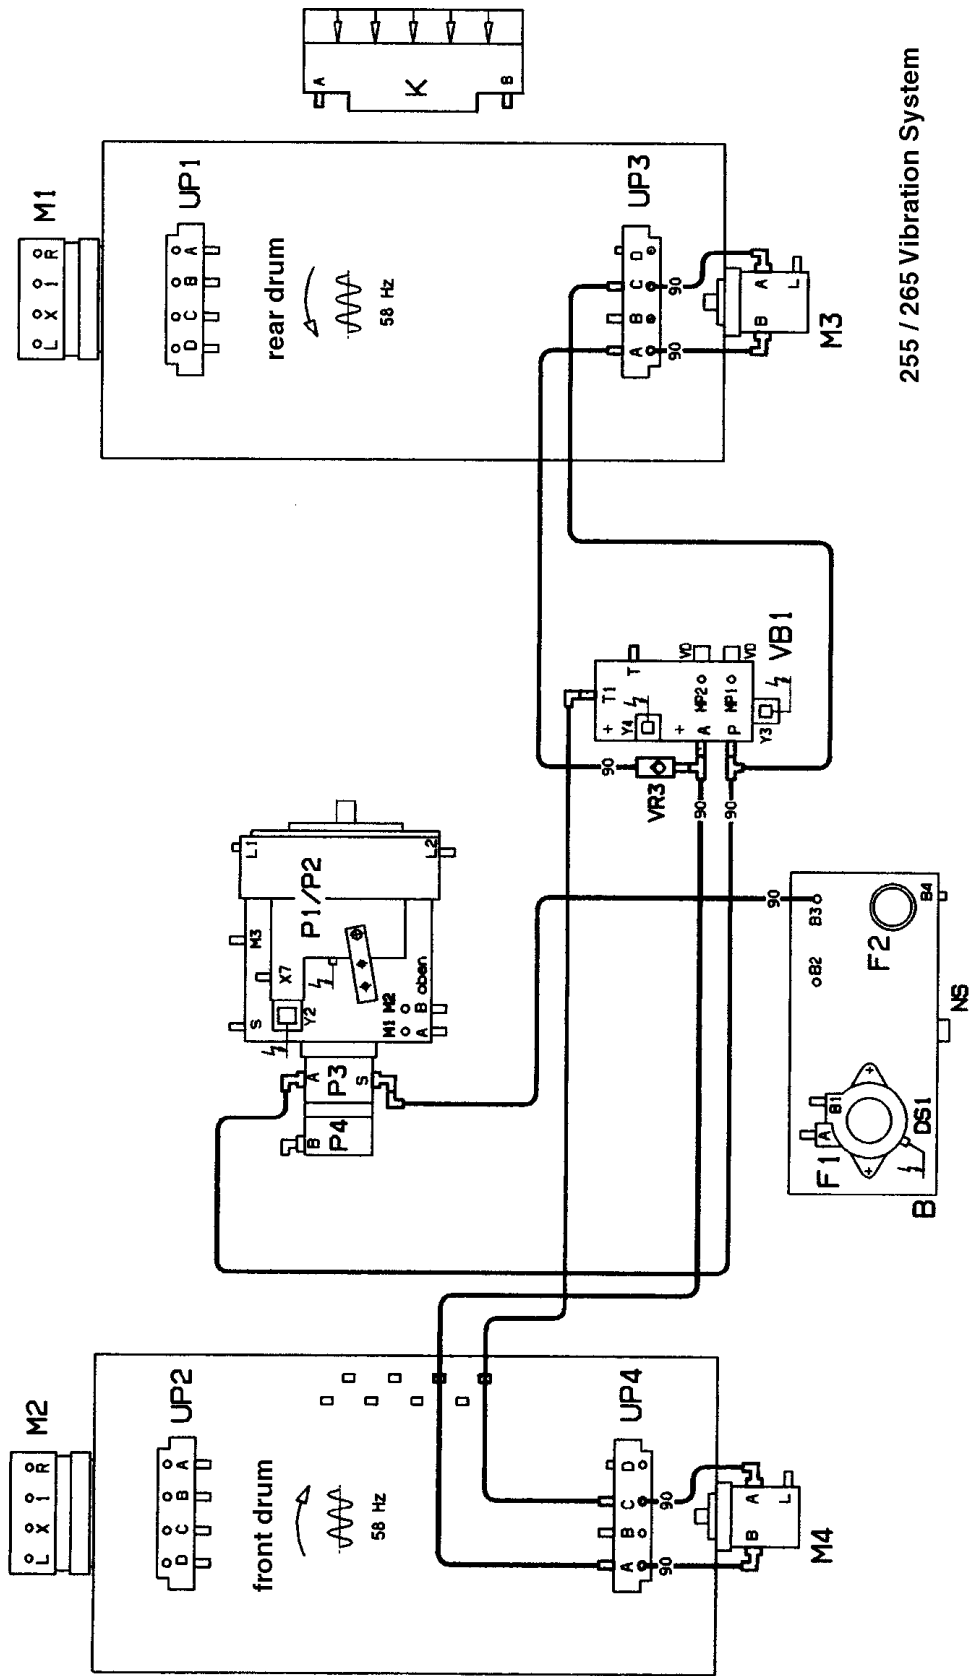 255 / 265 Vibration System
M1
L X 1 R
UP1
D C B A
rear drum
58 Hz
K
A
B
UP3
A B C D
90
90
B A
L
M3
90
VR3
T1
T
+
Y4
+
A MP2
VD
P MP1
VD
Y3
VB1
90
90
P1/P2
L1
L2
M3
X7
S
Y2
M1 M2
A B oben
P3
A
S
P4
B
90
B3
B2
F2
B4
NS
F1
A
B1
DS1
+
+
B
M2
L X 1 R
UP2
D C B A
front drum
58 Hz
UP4
A B C D
90
90
B A
L
M4